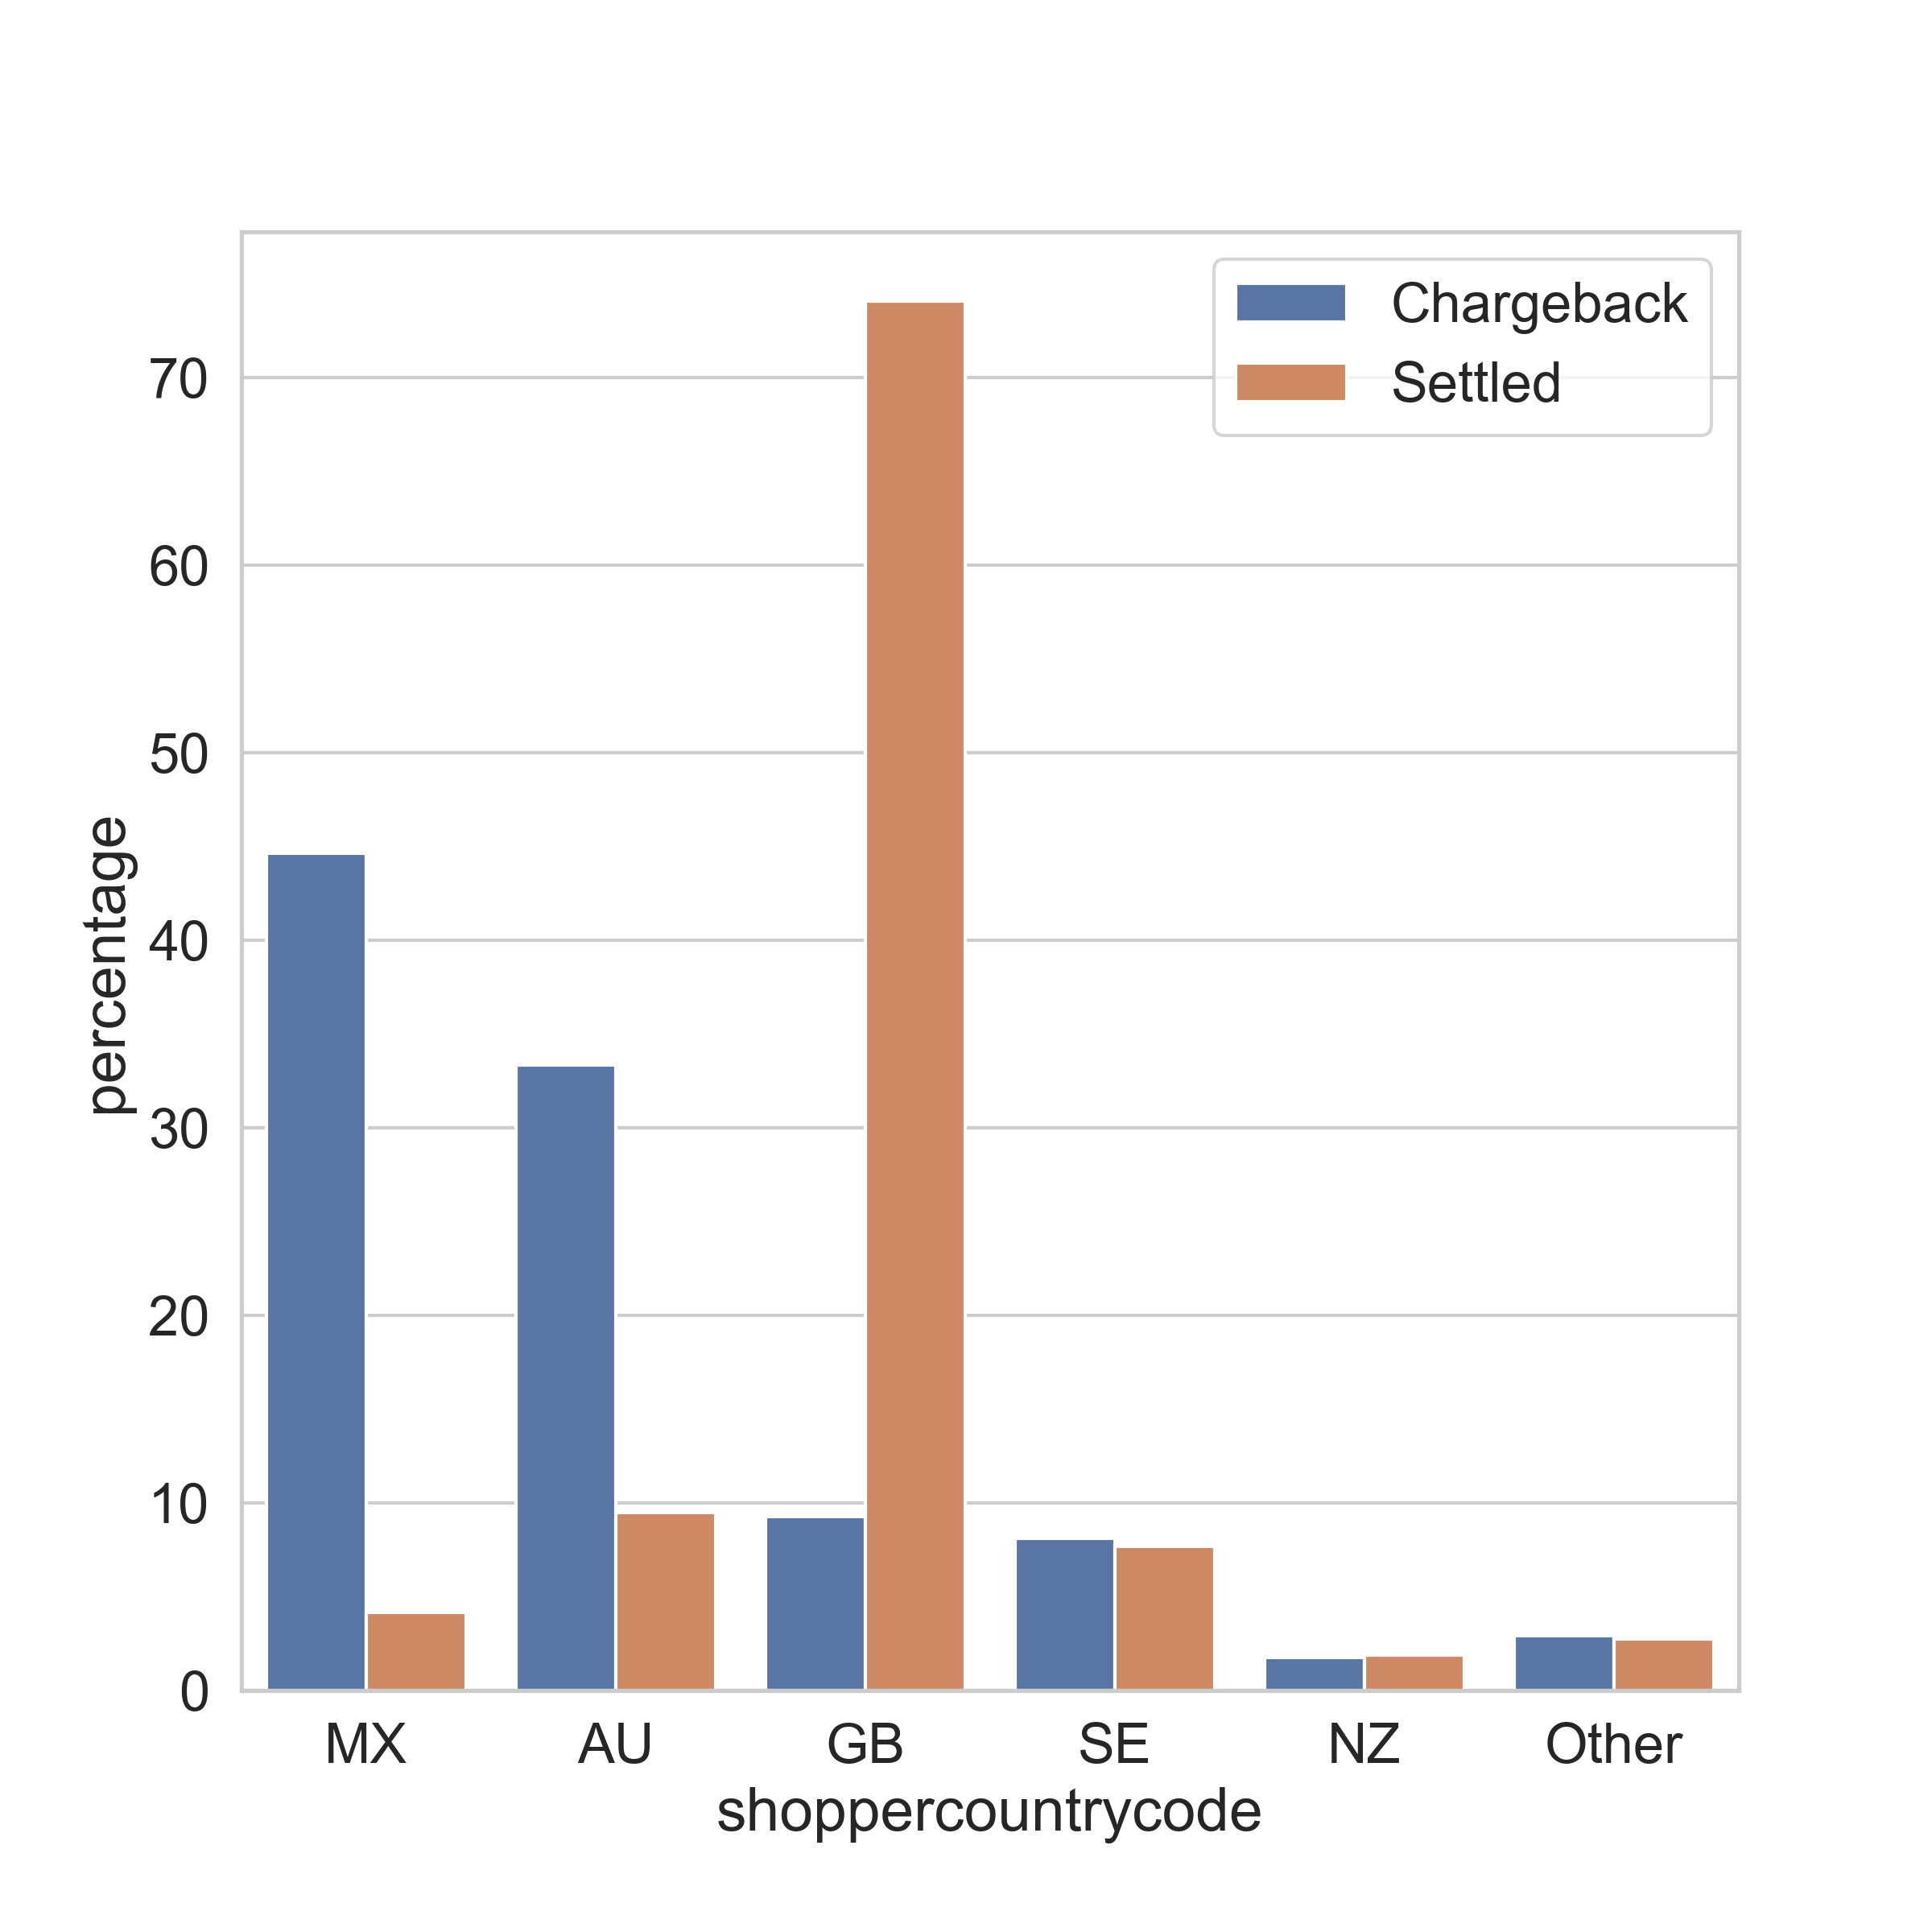 Chargeback
Settled
70
60
50
40
30
20
10
0
percentage
MX AU GB SE NZ Other
shoppercountrycode